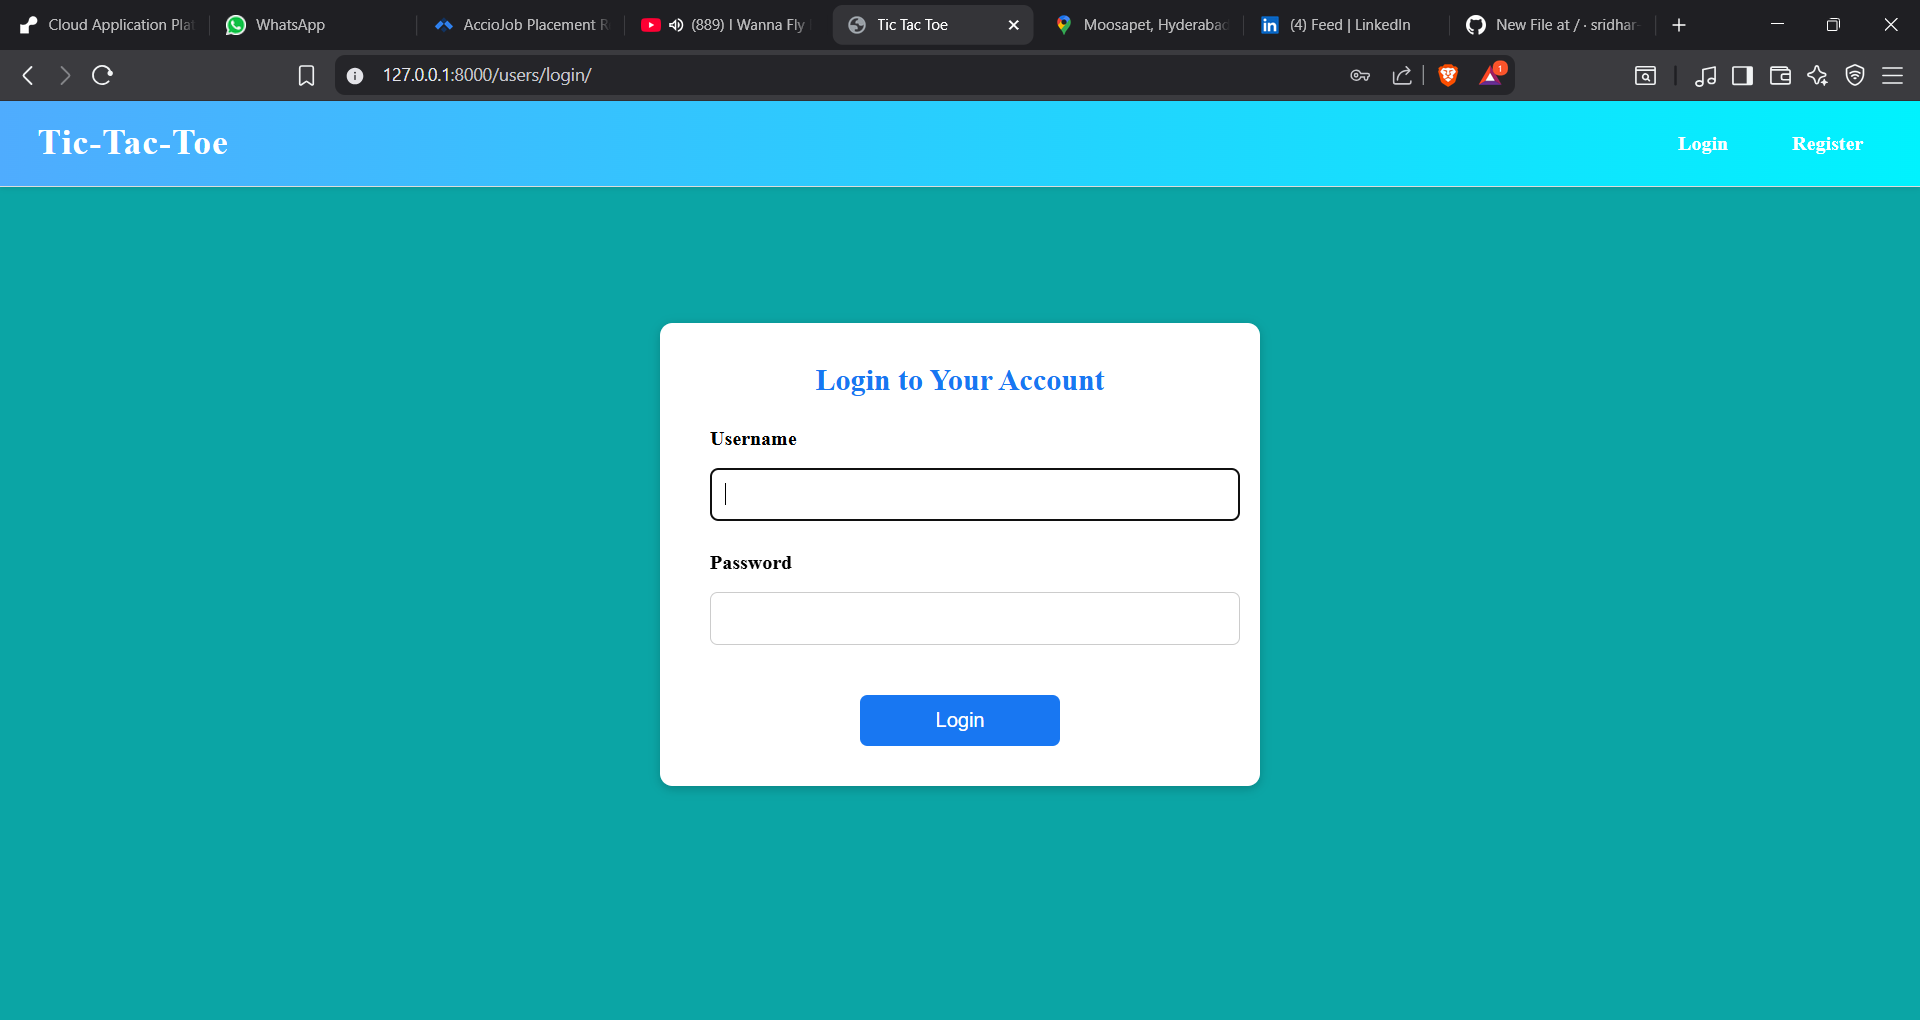 Cloud Application Pla
WhatsApp
AccioJob Placement R
(889) I Wanna Fly
Tic Tac Toe
Moosapet, Hyderabad
(4) Feed | LinkedIn
New File at / · sridhar
127.0.0.1:8000/users/login/
1
Tic-Tac-Toe
Login
Register
Login to Your Account
Username
Password
Login